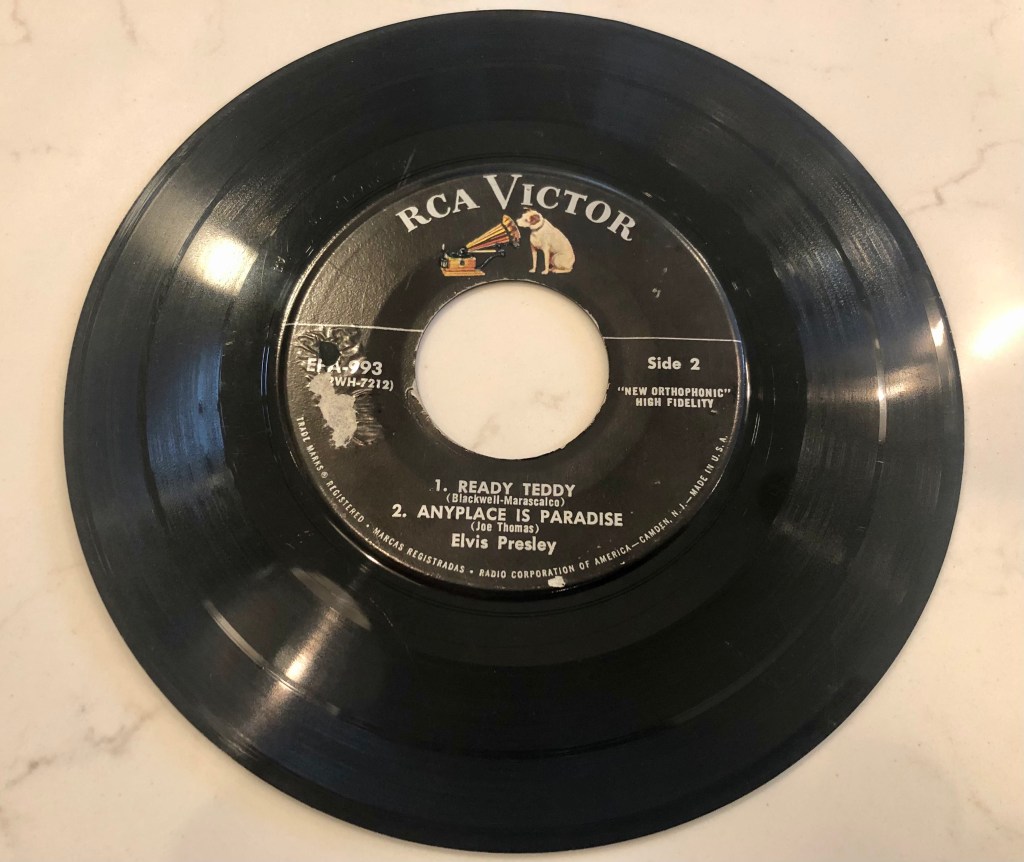 RCA VICTOR
EPA-993
WH-7212)
Side 2
"NEW ORTHOPHONIC"
HIGH FIDELITY
1. READY TEDDY
(Blackwell-Marascalco)
2. ANYPLACE IS PARADISE
(Joe Thomas)
Elvis Presley
TRADE MARKS ® REGISTERED • MARCAS REGISTRADAS • RADIO CORPORATION OF AMERICA—CAMDEN, N. J.—MADE IN U. S. A.